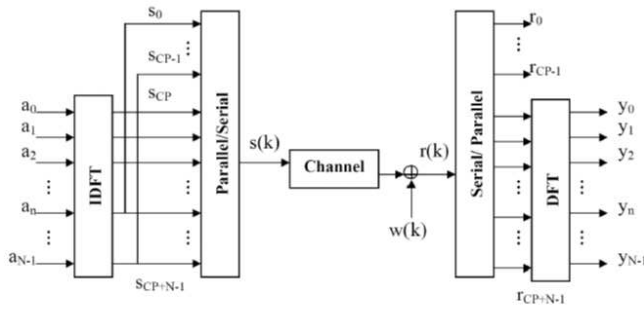 s0
⋮
sCP-1
sCP
a0
a1
a2
⋮
an
⋮
aN-1
IDFT
⋮
⋮
sCP+N-1
Parallel/Serial
s(k)
Channel
r(k)
w(k)
Serial/ Parallel
r0
⋮
rCP-1
⋮
⋮
rCP+N-1
DFT
y0
y1
y2
⋮
yn
⋮
yN-1